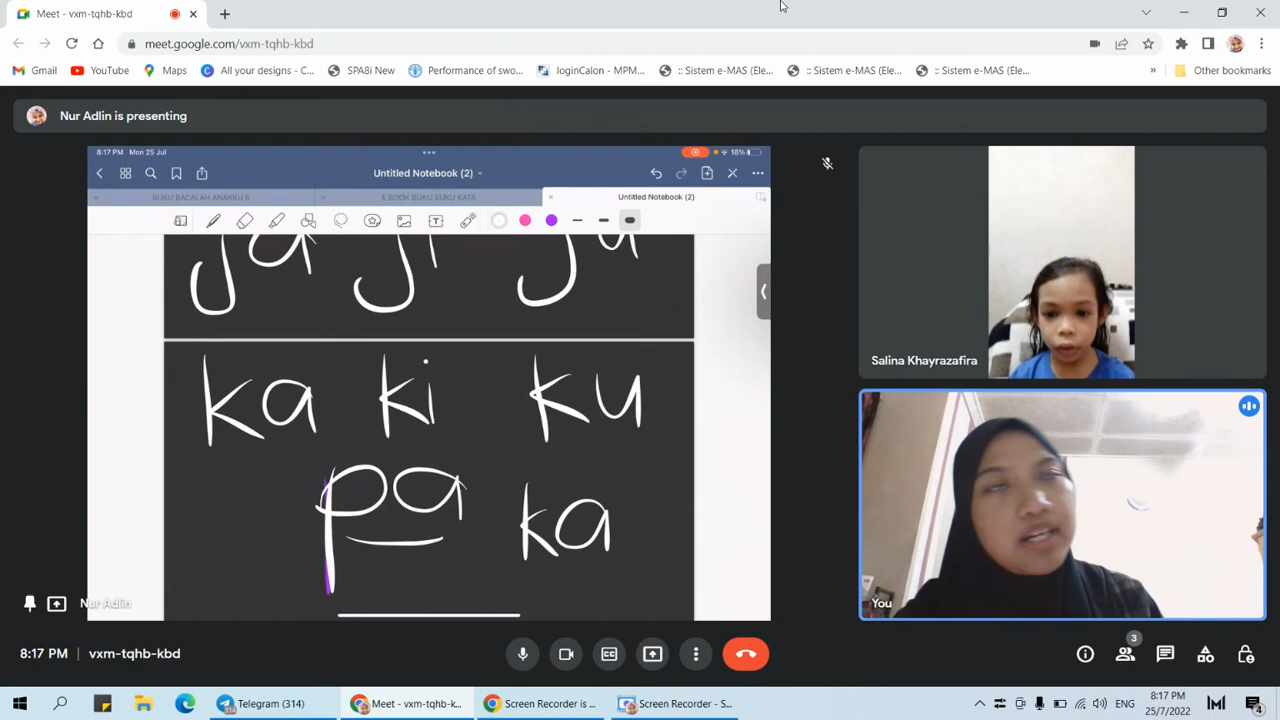 Meet - vxm-tqhb-kbd
meet.google.com/vxm-tqhb-kbd
Gmail YouTube Maps All your designs - C... SPA8i New Performance of swo... loginCalon - MPM... :: Sistem e-MAS (Ele... :: Sistem e-MAS (Ele... :: Sistem e-MAS (Ele... » Other bookmarks
Nur Adlin is presenting
8:17 PM Mon 25 Jul 18%
Untitled Notebook (2)
BUKU BACALAH ANAKKU 6 E BOOK BUKU SUKU KATA Untitled Notebook (2)
ja ji ju
ka ki ku
pa ka
Salina Khayrazafira
Nur Adlin
You
8:17 PM vxm-tqhb-kbd
3
Telegram (314) Meet - vxm-tqhb-k... Screen Recorder is ... Screen Recorder - S...
314
ENG
8:17 PM
25/7/2022
4